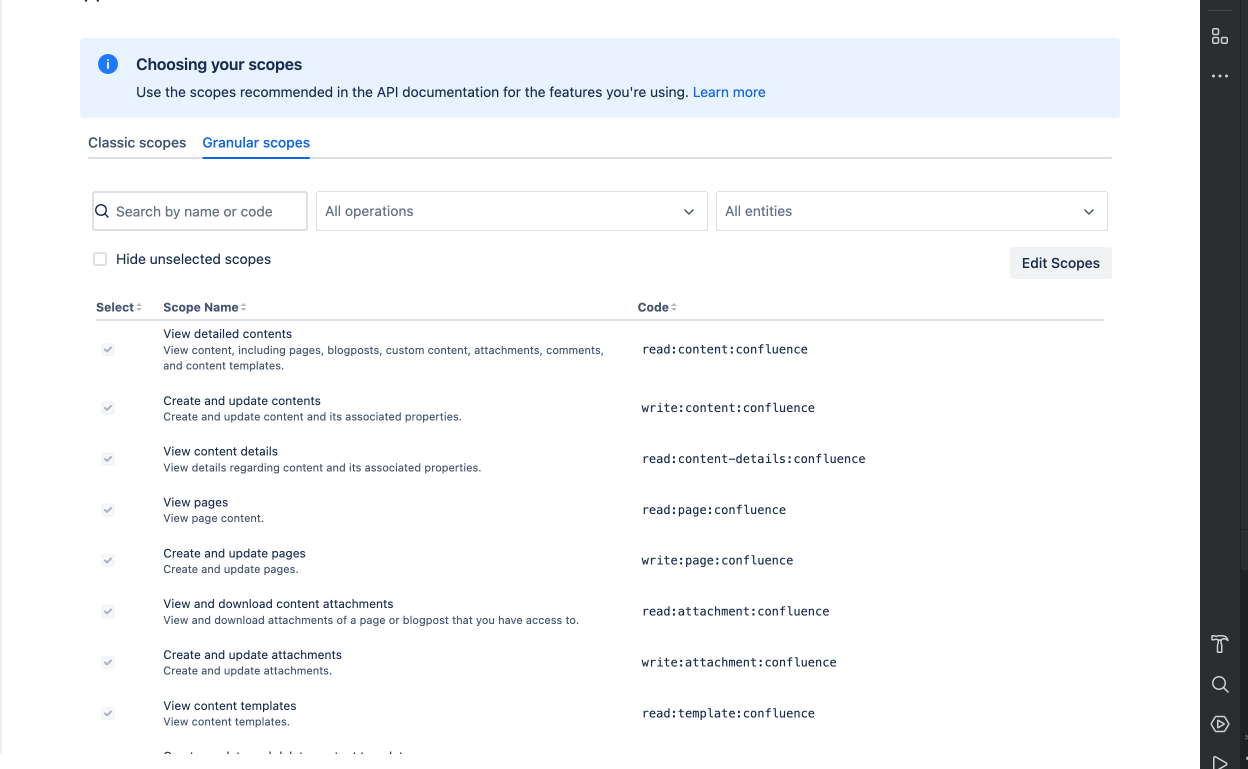 Choosing your scopes
Use the scopes recommended in the API documentation for the features you're using. Learn more
Classic scopes Granular scopes
Search by name or code All operations All entities
Hide unselected scopes
Edit Scopes
Select Scope Name Code
View detailed contents
View content, including pages, blogposts, custom content, attachments, comments,
and content templates.
read:content:confluence
Create and update contents
Create and update content and its associated properties.
write:content:confluence
View content details
View details regarding content and its associated properties.
read:content-details:confluence
View pages
View page content.
read:page:confluence
Create and update pages
Create and update pages.
write:page:confluence
View and download content attachments
View and download attachments of a page or blogpost that you have access to.
read:attachment:confluence
Create and update attachments
Create and update attachments.
write:attachment:confluence
View content templates
View content templates.
read:template:confluence